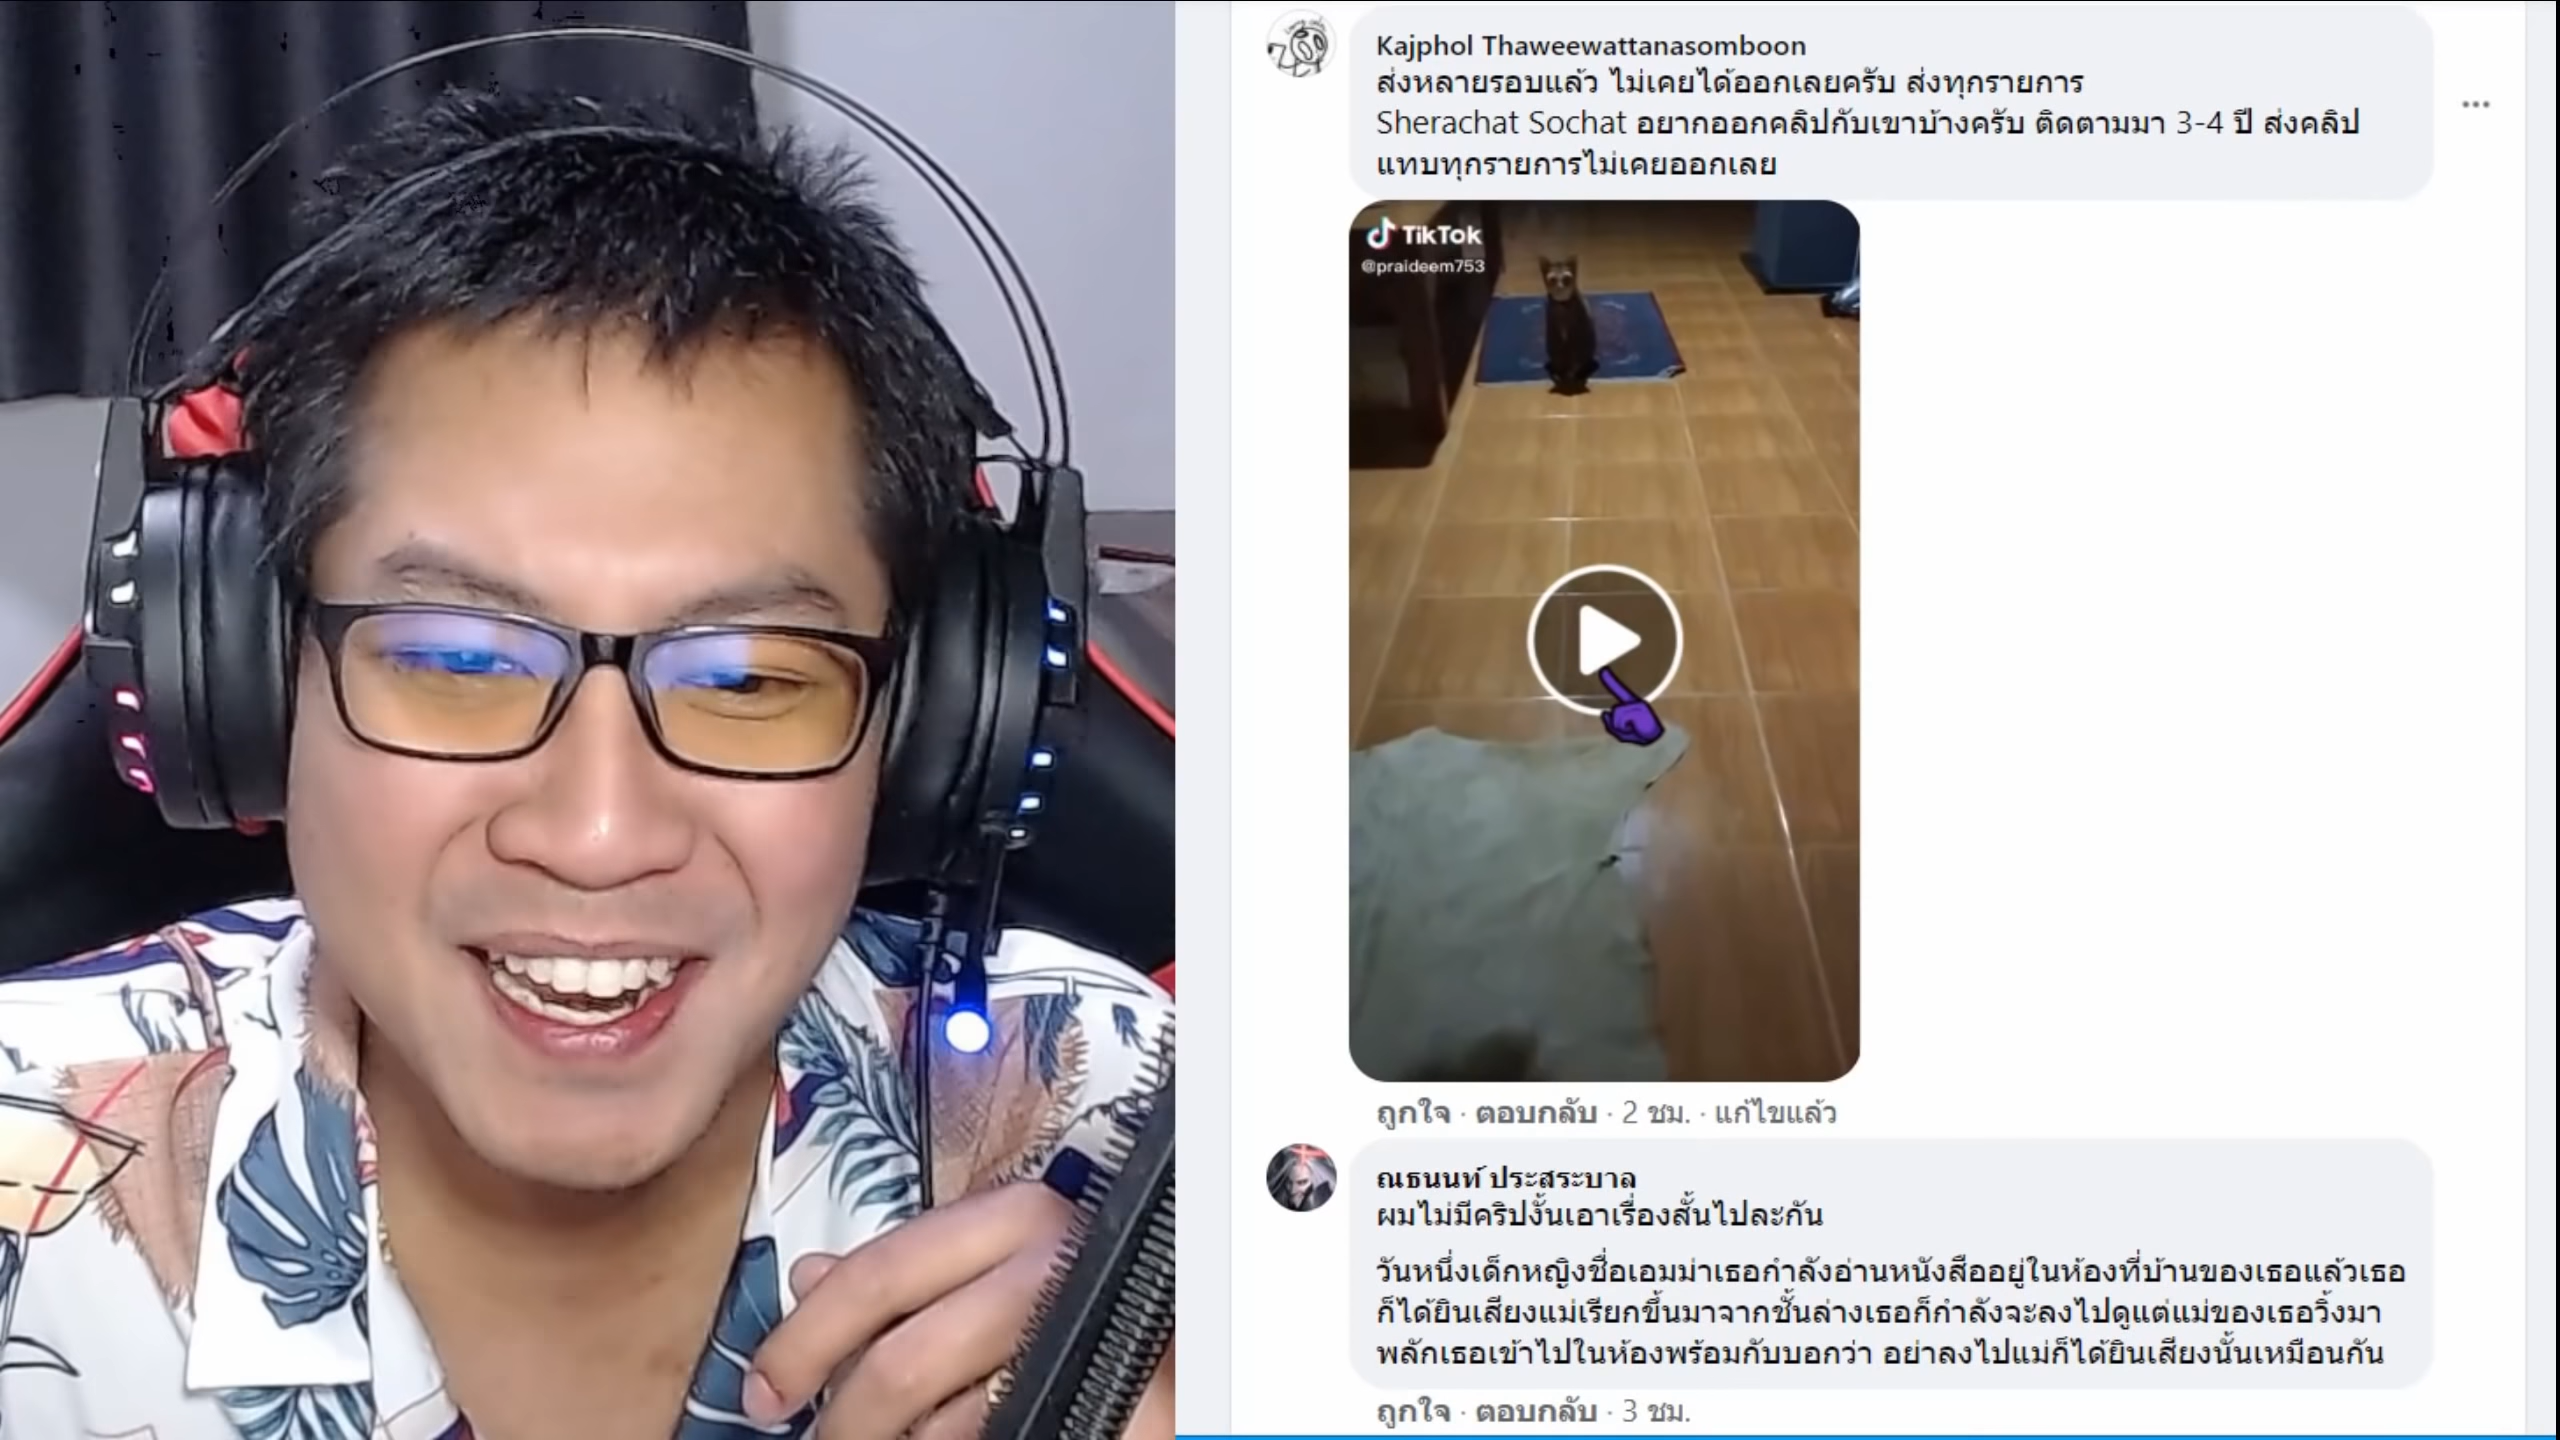 Kajphol Thaweewattanasomboon
ส่งหลายรอบแล้ว ไม่เคยได้ออกเลยครับ ส่งทุกรายการ
Sherachat Sochat อยากออกคลิปกับเขาบ้างครับ ติดตามมา 3-4 ปี ส่งคลิป
แทบทุกรายการไม่เคยออกเลย
TikTok
@praideem753
ถูกใจ · ตอบกลับ · 2 ชม. · แก้ไขแล้ว
ณธนนท์ ประสระบาล
ผมไม่มีคริปงั้นเอาเรื่องสั้นไปละกัน
วันหนึ่งเด็กหญิงชื่อเอมม่าเธอกำลังอ่านหนังสืออยู่ในห้องที่บ้านของเธอแล้วเธอ
ก็ได้ยินเสียงแม่เรียกขึ้นมาจากชั้นล่างเธอก็กำลังจะลงไปดูแต่แม่ของเธอวิ้งมา
พลักเธอเข้าไปในห้องพร้อมกับบอกว่า อย่าลงไปแม่ก็ได้ยินเสียงนั้นเหมือนกัน
ถูกใจ · ตอบกลับ · 3 ชม.